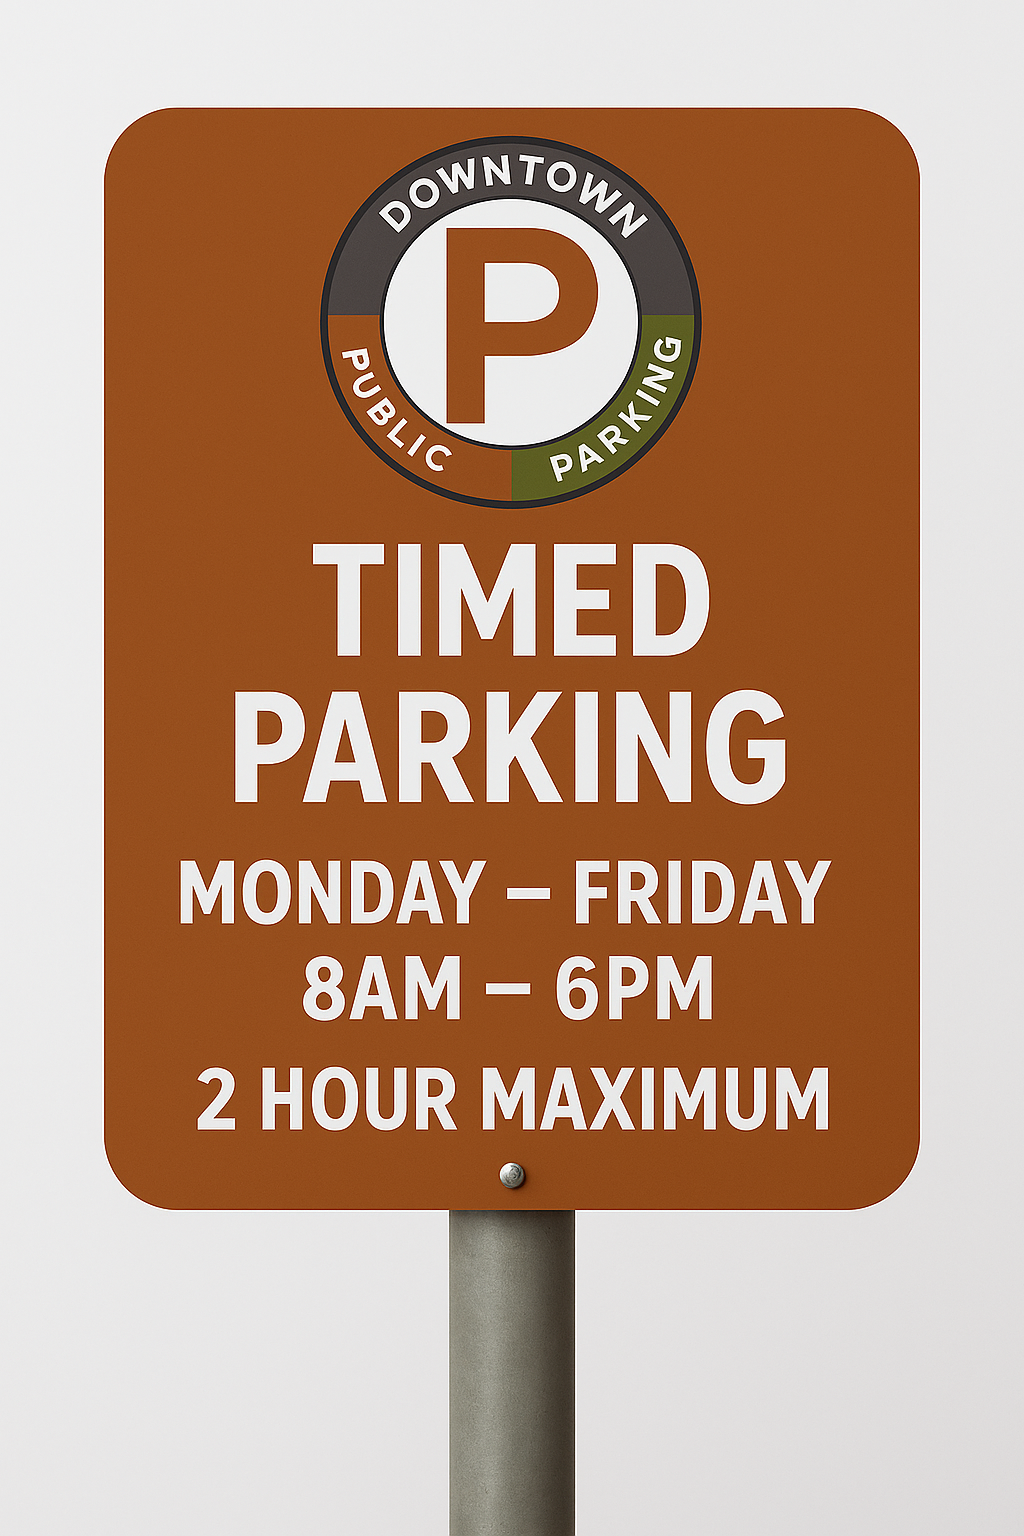 DOWNTOWN
P
PUBLIC
PARKING
TIMED
PARKING
MONDAY – FRIDAY
8AM – 6PM
2 HOUR MAXIMUM